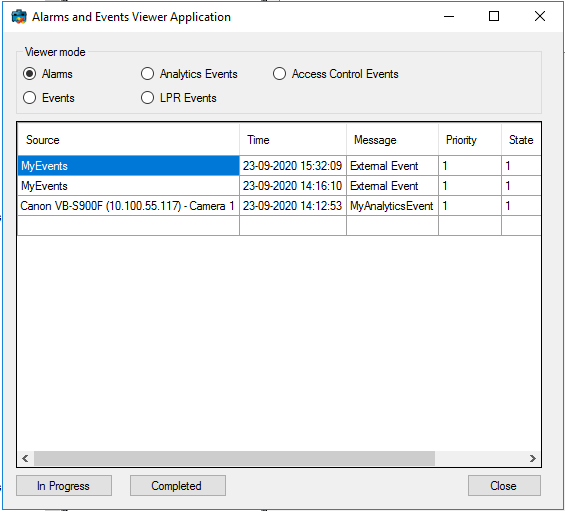 Alarms and Events Viewer Application
Viewer mode
Alarms Analytics Events Access Control Events
Events LPR Events
Source Time Message Priority State
MyEvents 23-09-2020 15:32:09 External Event 1 1
MyEvents 23-09-2020 14:16:10 External Event 1 1
Canon VB-S900F (10.100.55.117) - Camera 1 23-09-2020 14:12:53 MyAnalyticsEvent 1 1
In Progress Completed Close